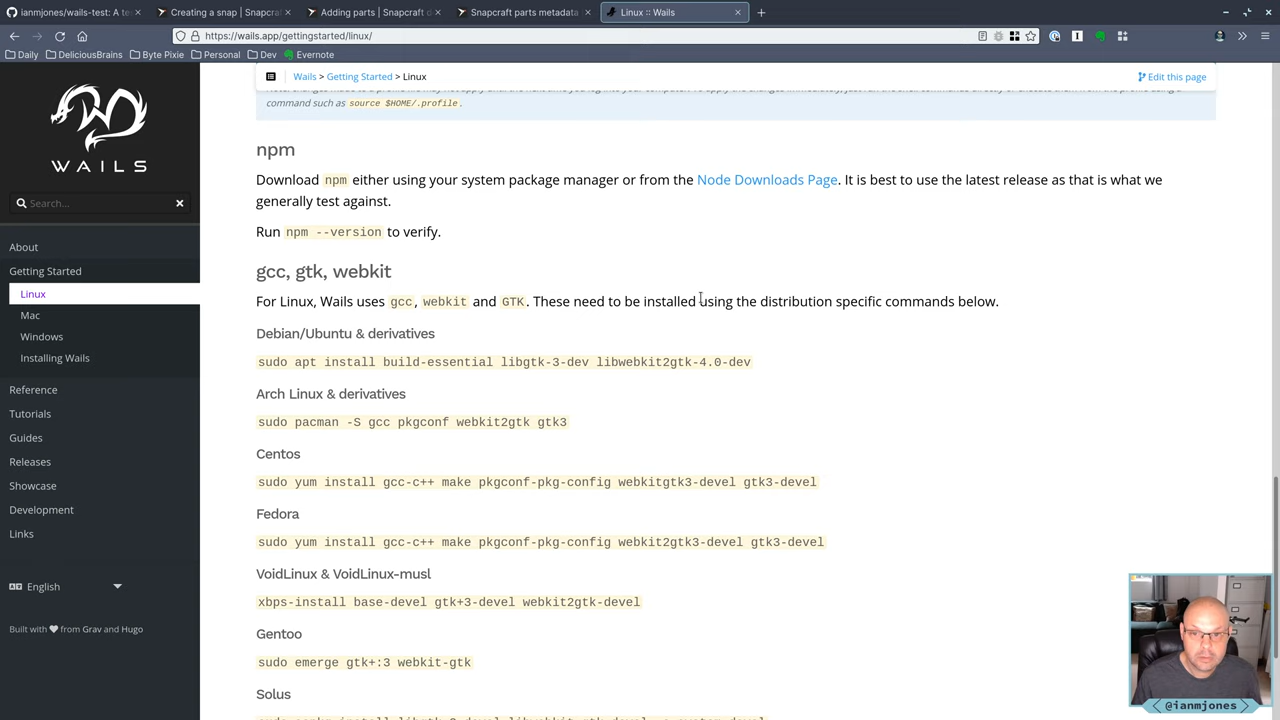 ianmjones/wails-test: A t
Creating a snap | Snapcraf
Adding parts | Snapcraft d
Snapcraft parts metadata
Linux :: Wails
https://wails.app/gettingstarted/linux/
Daily
DeliciousBrains
Byte Pixie
Personal
Dev
Evernote
WAILS
Search...
About
Getting Started
Linux
Mac
Windows
Installing Wails
Reference
Tutorials
Guides
Releases
Showcase
Development
Links
English
Built with ♥ from Grav and Hugo
Wails > Getting Started > Linux
Edit this page
command such as source $HOME/.profile.
npm
Download npm either using your system package manager or from the Node Downloads Page. It is best to use the latest release as that is what we
generally test against.
Run npm --version to verify.
gcc, gtk, webkit
For Linux, Wails uses gcc, webkit and GTK. These need to be installed using the distribution specific commands below.
Debian/Ubuntu & derivatives
sudo apt install build-essential libgtk-3-dev libwebkit2gtk-4.0-dev
Arch Linux & derivatives
sudo pacman -S gcc pkgconf webkit2gtk gtk3
Centos
sudo yum install gcc-c++ make pkgconf-pkg-config webkitgtk3-devel gtk3-devel
Fedora
sudo yum install gcc-c++ make pkgconf-pkg-config webkit2gtk3-devel gtk3-devel
VoidLinux & VoidLinux-musl
xbps-install base-devel gtk+3-devel webkit2gtk-devel
Gentoo
sudo emerge gtk+:3 webkit-gtk
Solus
@ianmjones